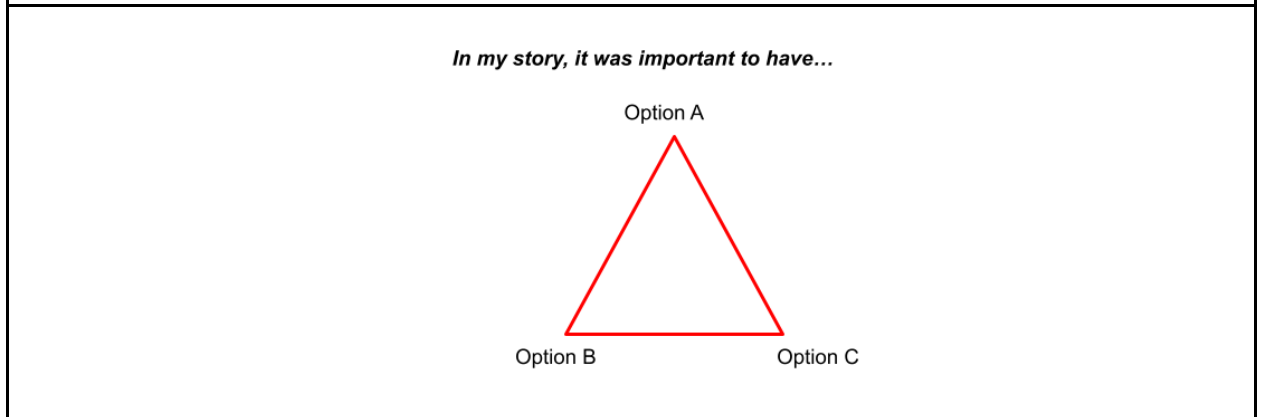 In my story, it was important to have…
Option A
Option B
Option C